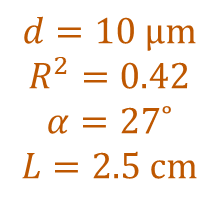 d = 10 μm
R² = 0.42
α = 27°
L = 2.5 cm